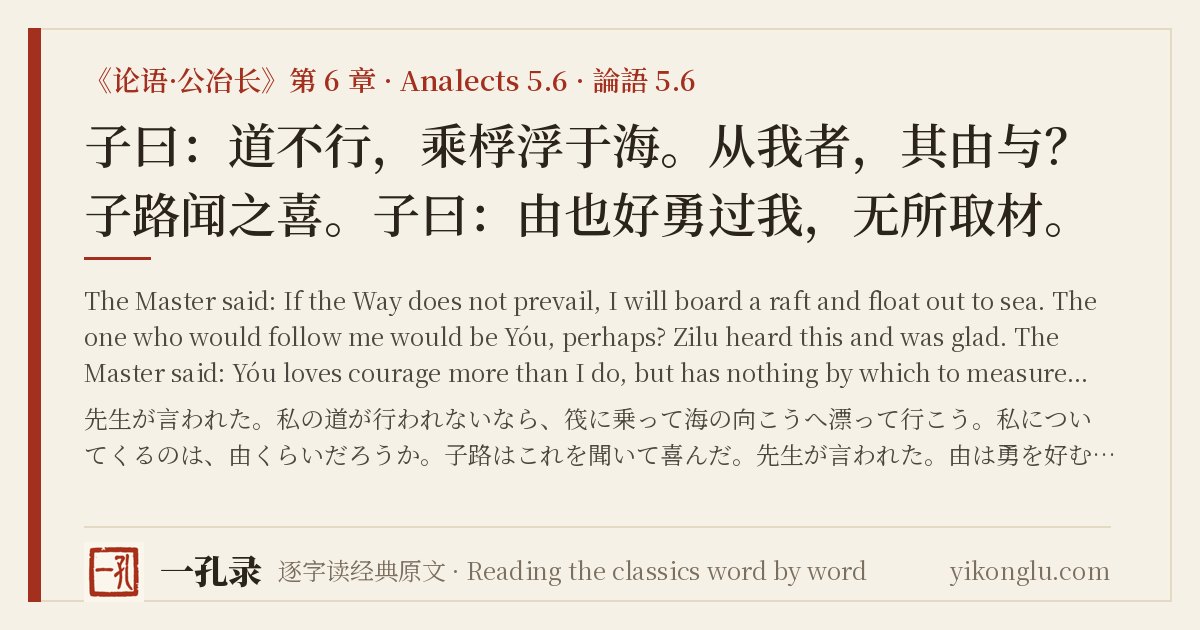 《论语·公冶长》第 6 章 · Analects 5.6 · 論語 5.6
子曰：道不行，乘桴浮于海。从我者，其由与？
子路闻之喜。子曰：由也好勇过我，无所取材。
The Master said: If the Way does not prevail, I will board a raft and float out to sea. The
one who would follow me would be Yóu, perhaps? Zilu heard this and was glad. The
Master said: Yóu loves courage more than I do, but has nothing by which to measure…
先生が言われた。私の道が行われないなら、筏に乗って海の向こうへ漂って行こう。私につい
てくるのは、由くらいだろうか。子路はこれを聞いて喜んだ。先生が言われた。由は勇を好む…
一孔
一孔录 逐字读经典原文 · Reading the classics word by word yikonglu.com